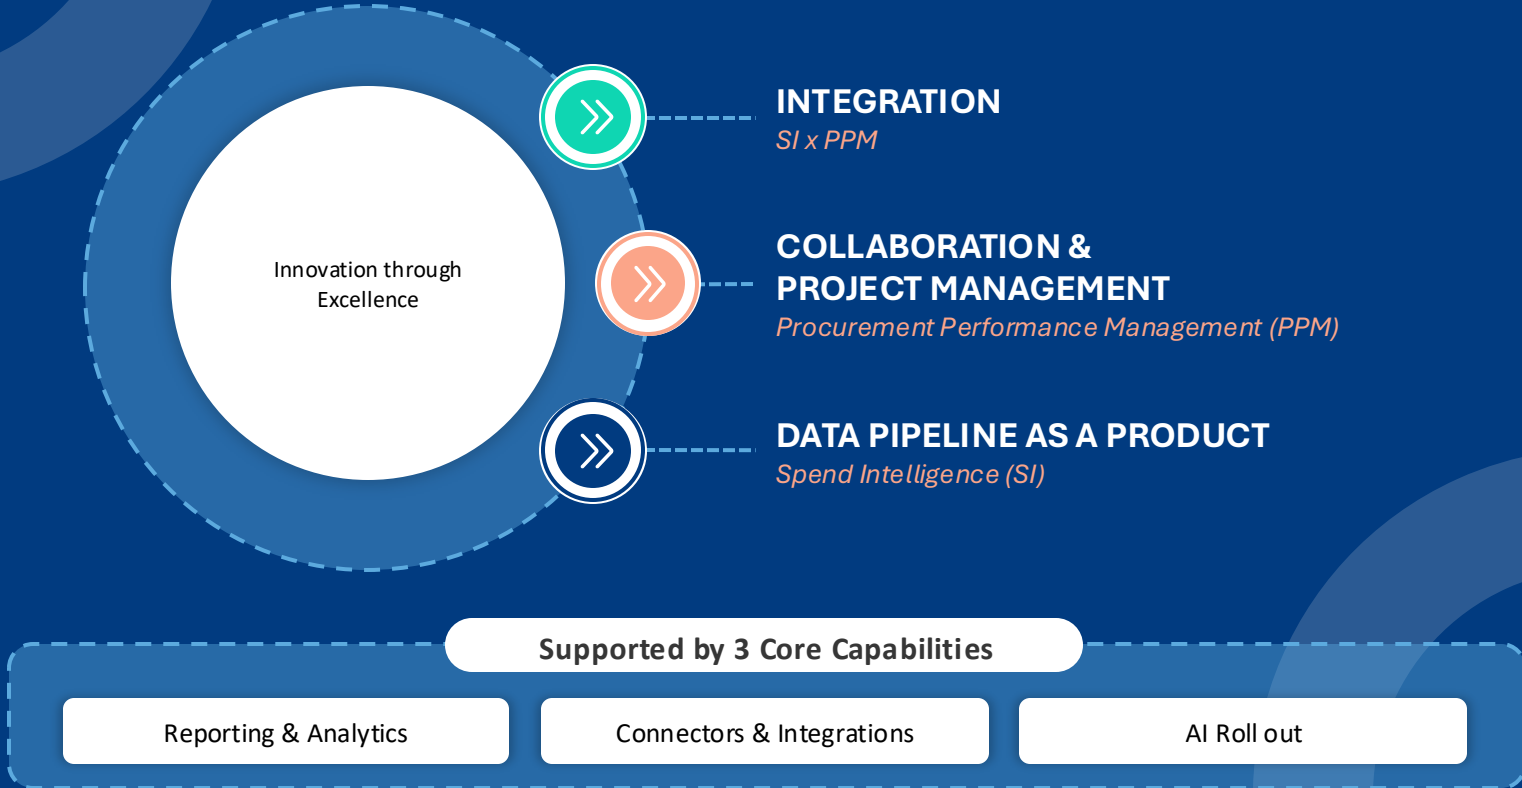 Innovation through
Excellence
INTEGRATION
SI x PPM
COLLABORATION &
PROJECT MANAGEMENT
Procurement Performance Management (PPM)
DATA PIPELINE AS A PRODUCT
Spend Intelligence (SI)
Supported by 3 Core Capabilities
Reporting & Analytics
Connectors & Integrations
AI Roll out